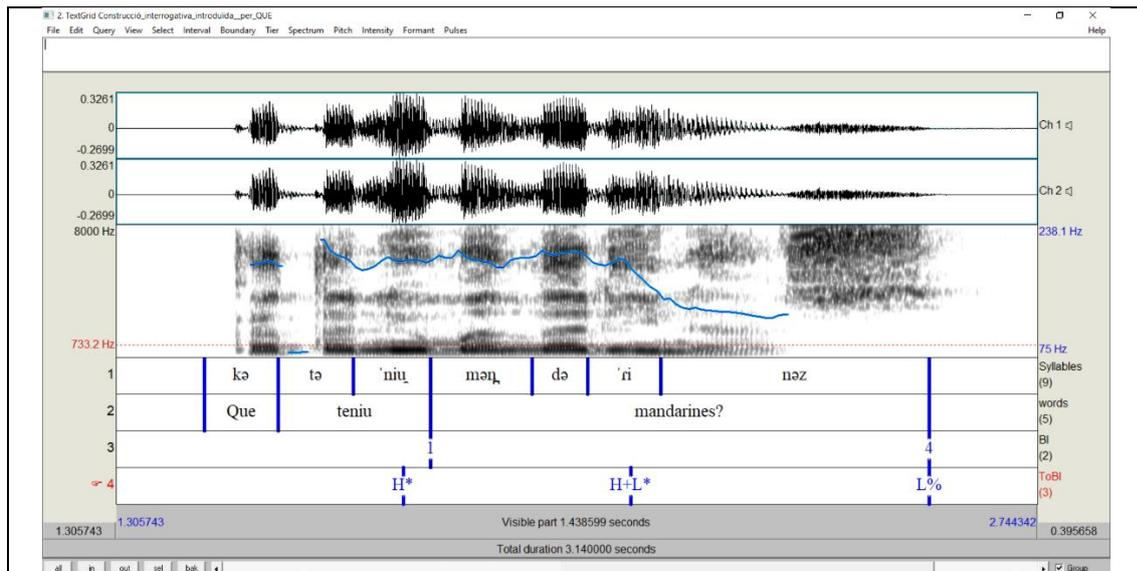 2. TextGrid Construcció_interrogativa_introduïda__per_QUE
File Edit Query View Select Interval Boundary Tier Spectrum Pitch Intensity Formant Pulses Help
0.3261
0
-0.2699
Ch 1
0.3261
0
-0.2699
Ch 2
8000 Hz 238.1 Hz
733.2 Hz 75 Hz
1 kə tə ˈniu̯ mən̪ də ˈɾi nəz Syllables (9)
2 Que teniu mandarines? words (5)
3 1 4 BI (2)
4 H* H+L* L% ToBI (3)
1.305743 1.305743 Visible part 1.438599 seconds 2.744342 0.395658
Total duration 3.140000 seconds
all in out sel bak Group